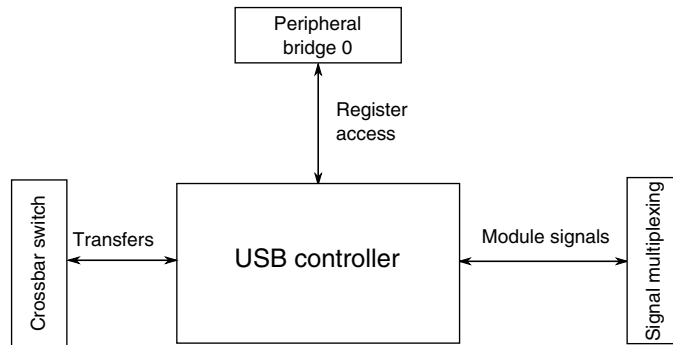 Peripheral
bridge 0
Register
access
Crossbar switch
Transfers
USB controller
Module signals
Signal multiplexing